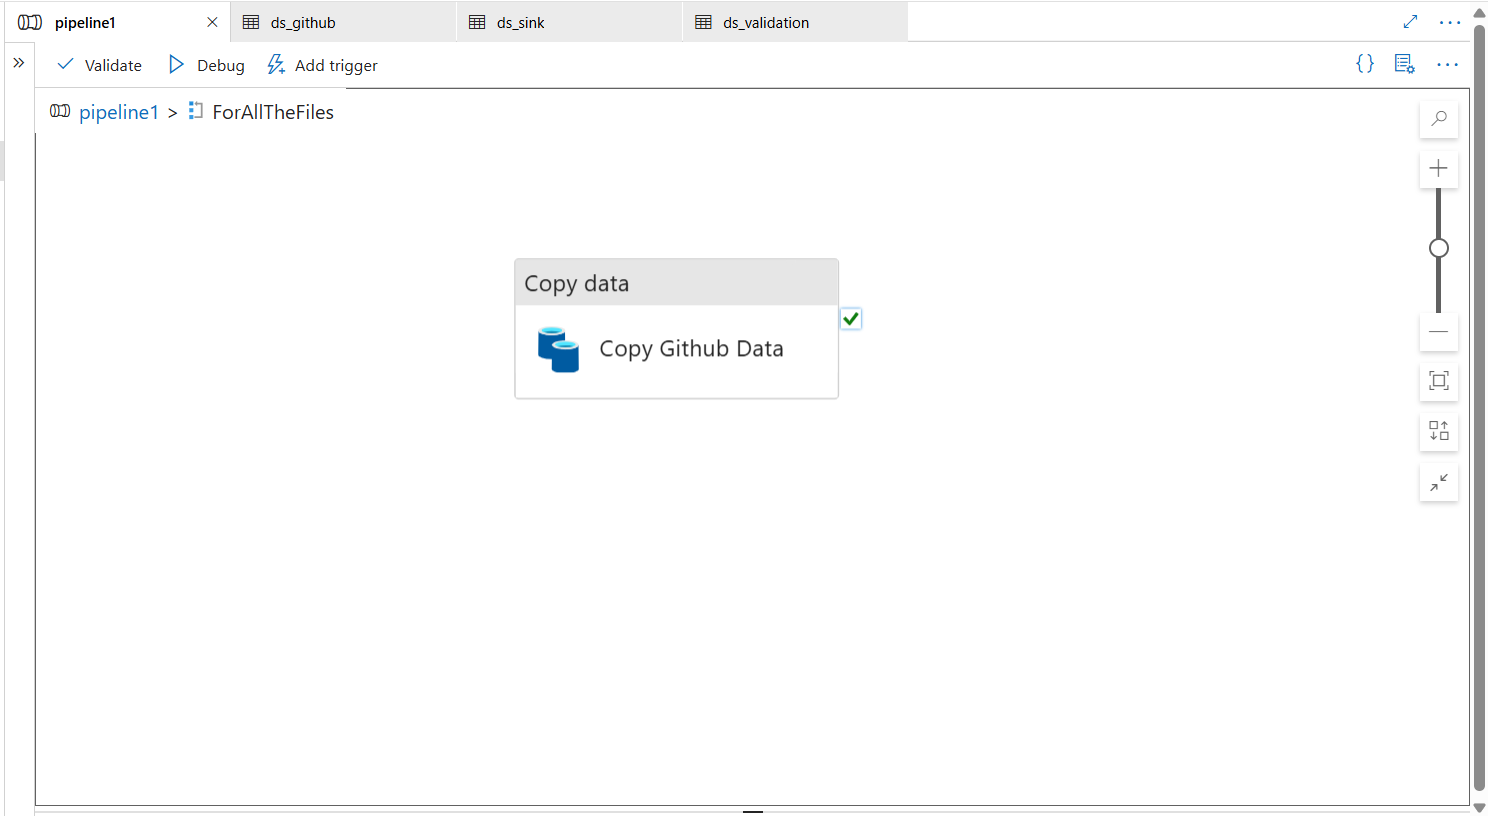 pipeline1
ds_github
ds_sink
ds_validation
Validate
Debug
Add trigger
pipeline1 > ForAllTheFiles
Copy data
Copy Github Data